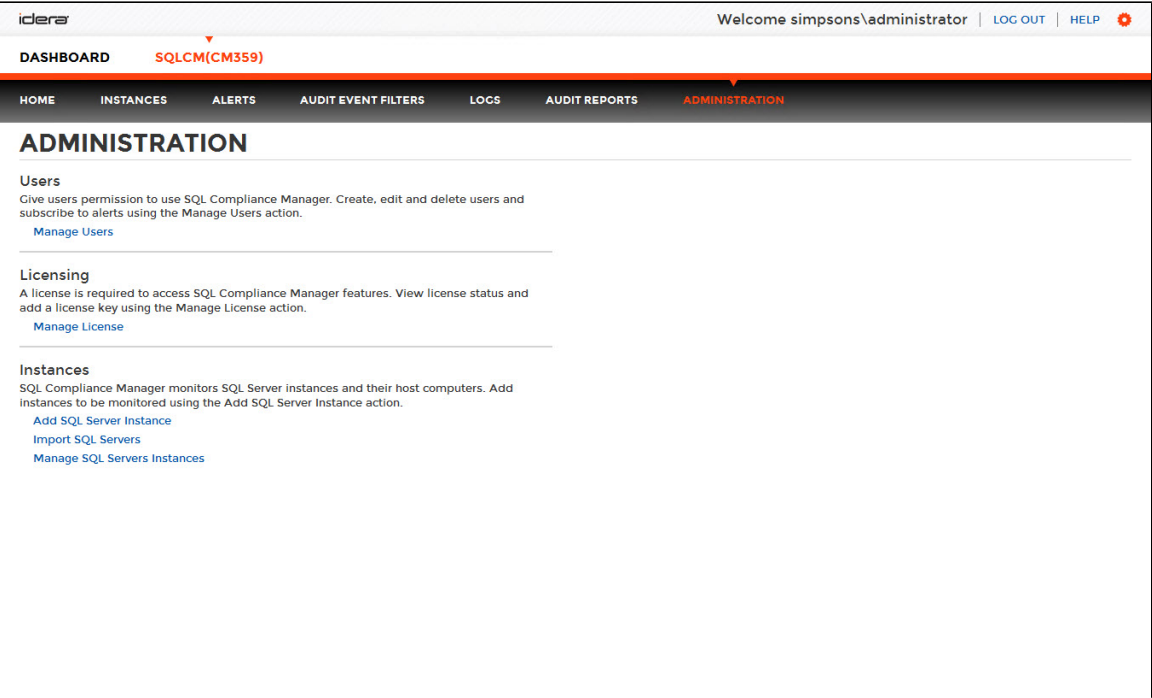 idera
Welcome simpsons\administrator | LOG OUT | HELP
DASHBOARD SQLCM(CM359)
HOME INSTANCES ALERTS AUDIT EVENT FILTERS LOGS AUDIT REPORTS ADMINISTRATION
ADMINISTRATION
Users
Give users permission to use SQL Compliance Manager. Create, edit and delete users and
subscribe to alerts using the Manage Users action.
Manage Users
Licensing
A license is required to access SQL Compliance Manager features. View license status and
add a license key using the Manage License action.
Manage License
Instances
SQL Compliance Manager monitors SQL Server instances and their host computers. Add
instances to be monitored using the Add SQL Server Instance action.
Add SQL Server Instance
Import SQL Servers
Manage SQL Servers Instances